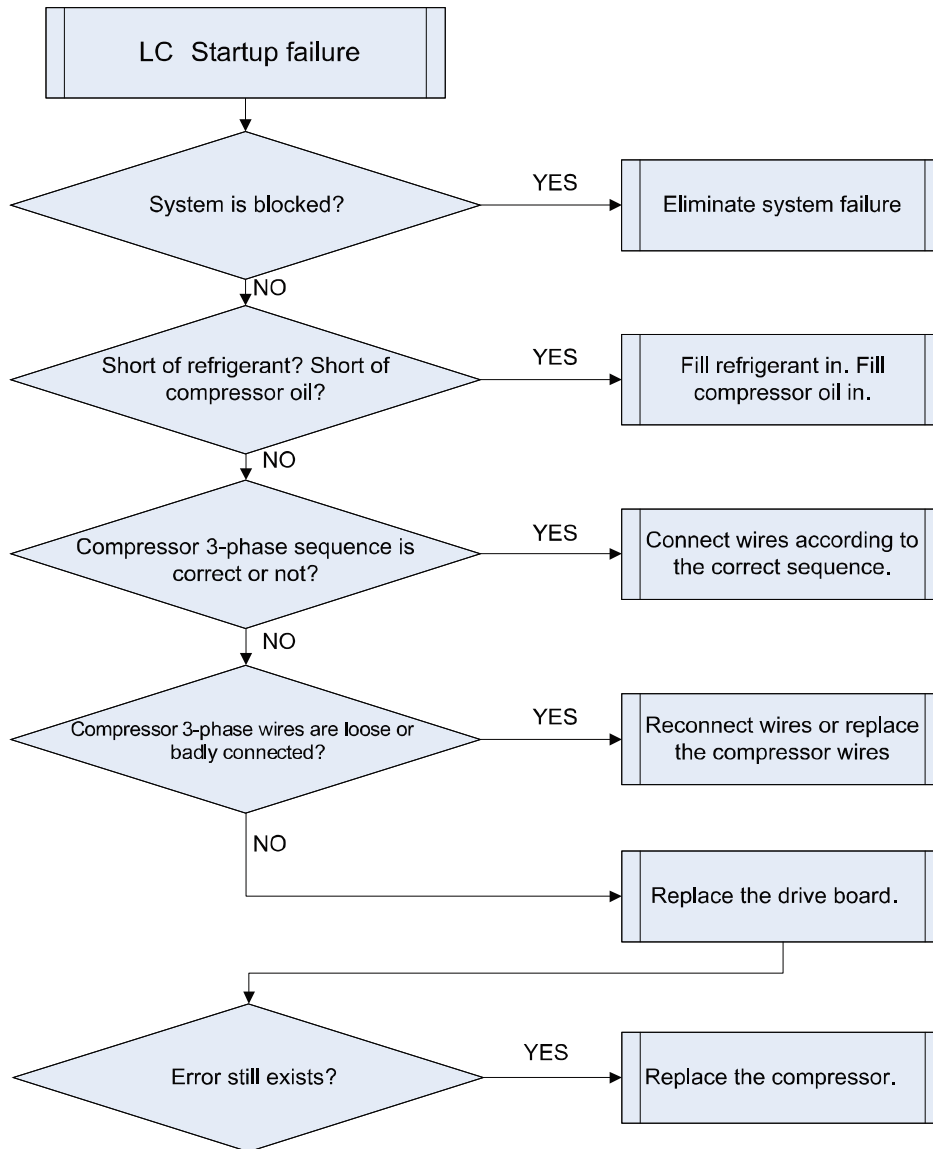 LC Startup failure
System is blocked?
YES
Eliminate system failure
NO
Short of refrigerant? Short of
compressor oil?
YES
Fill refrigerant in. Fill
compressor oil in.
NO
Compressor 3-phase sequence is
correct or not?
YES
Connect wires according to
the correct sequence.
NO
Compressor 3-phase wires are loose or
badly connected?
YES
Reconnect wires or replace
the compressor wires
NO
Replace the drive board.
Error still exists?
YES
Replace the compressor.